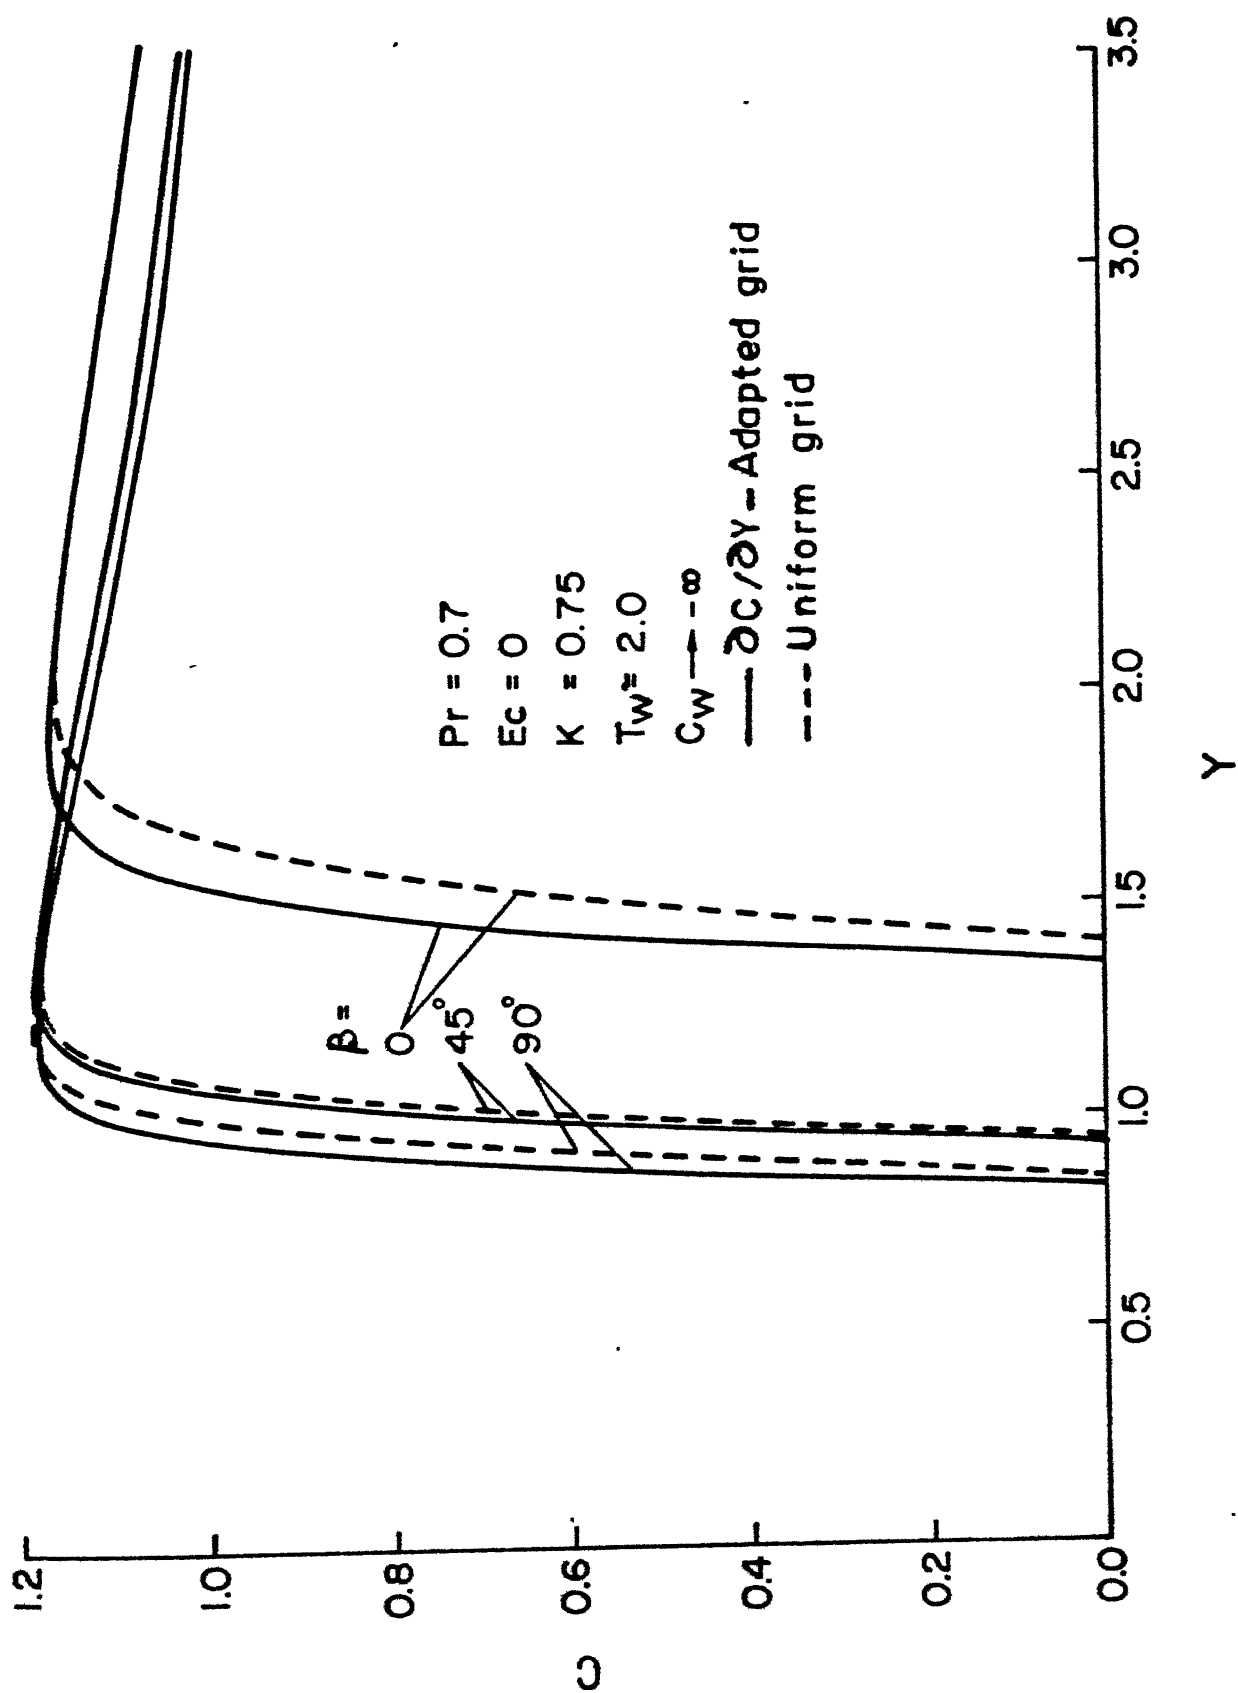 C
1.2
1.0
0.8
0.6
0.4
0.2
0.0
β =
0
45°
90°
Pr = 0.7
Ec = 0
K = 0.75
Tw = 2.0
Cw → -∞
∂C/∂Y - Adapted grid
Uniform grid
0.5
1.0
1.5
2.0
2.5
3.0
3.5
Y